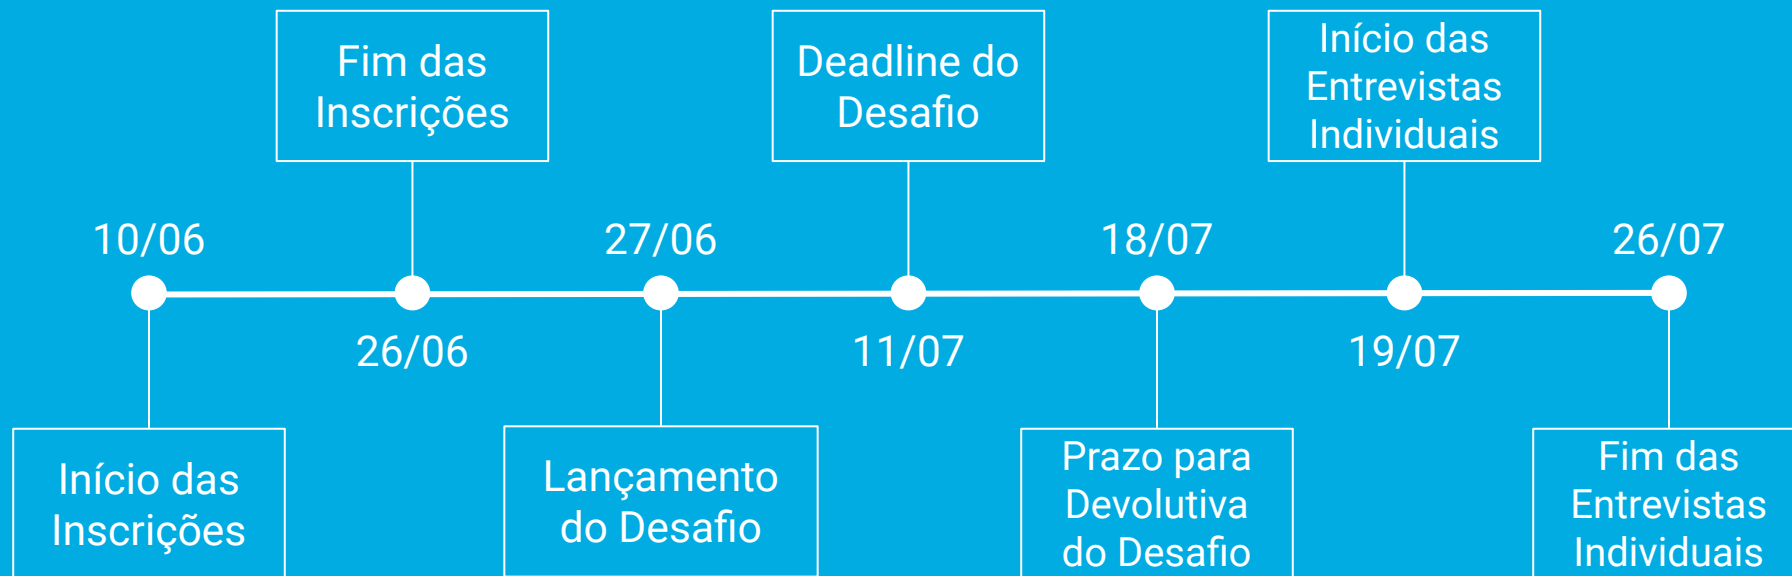 Fim das
Inscrições
Deadline do
Desafio
Início das
Entrevistas
Individuais
10/06
27/06
18/07
26/07
26/06
11/07
19/07
Início das
Inscrições
Lançamento
do Desafio
Prazo para
Devolutiva
do Desafio
Fim das
Entrevistas
Individuais